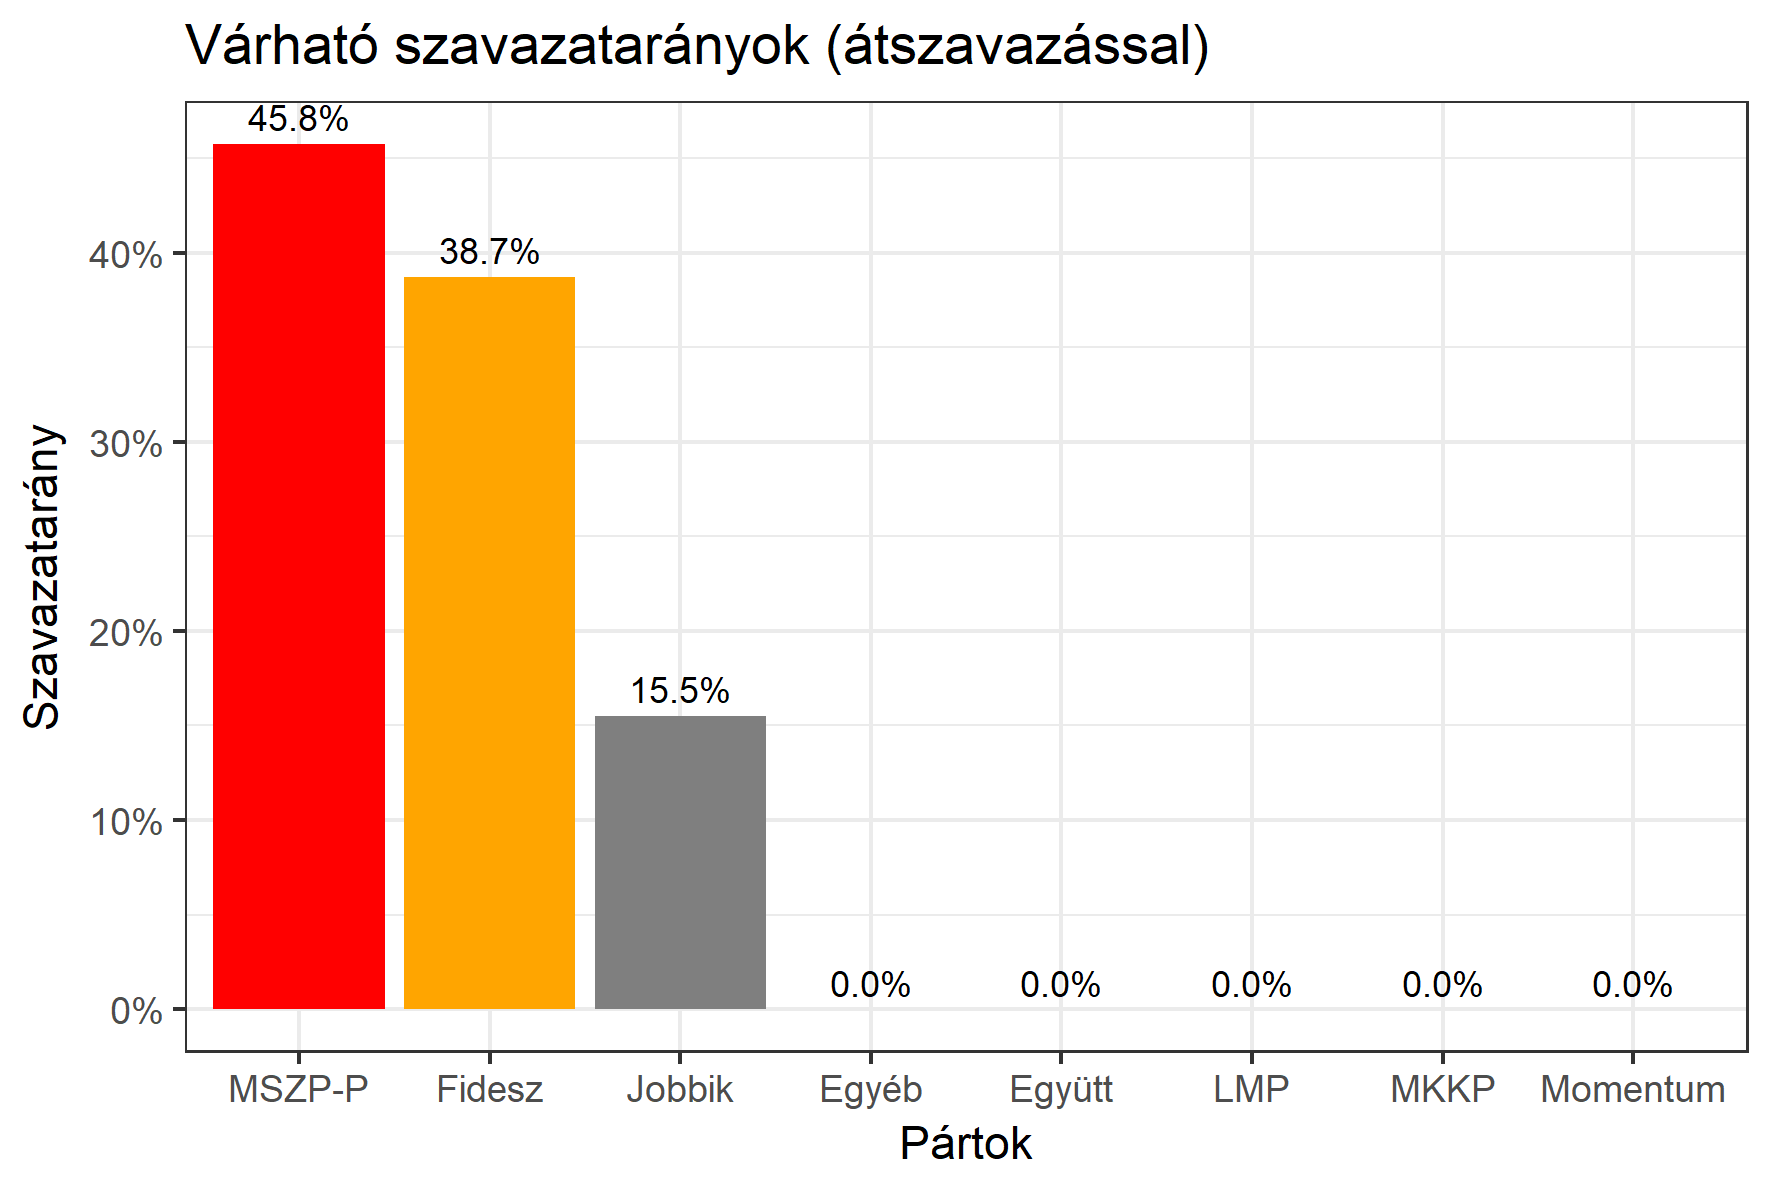 Várható szavazatarányok (átszavazással)
Szavazatarány
45.8%
38.7%
15.5%
0.0% 0.0% 0.0% 0.0% 0.0%
40%
30%
20%
10%
0%
MSZP-P Fidesz Jobbik Egyéb Együtt LMP MKKP Momentum
Pártok